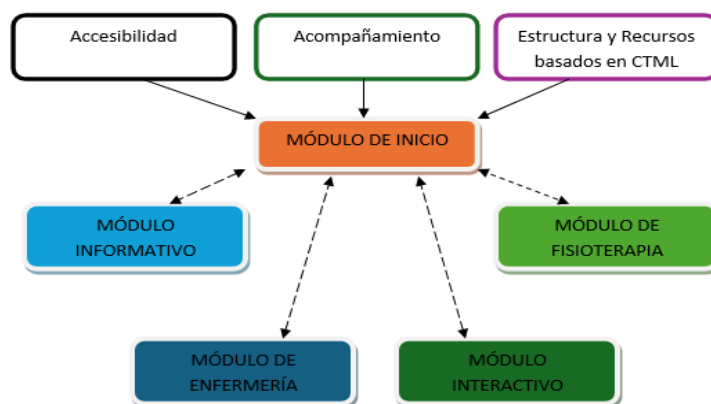 Accesibilidad
Acompañamiento
Estructura y Recursos
basados en CTML
MÓDULO DE INICIO
MÓDULO
INFORMATIVO
MÓDULO DE
FISIOTERAPIA
MÓDULO DE
ENFERMERÍA
MÓDULO
INTERACTIVO